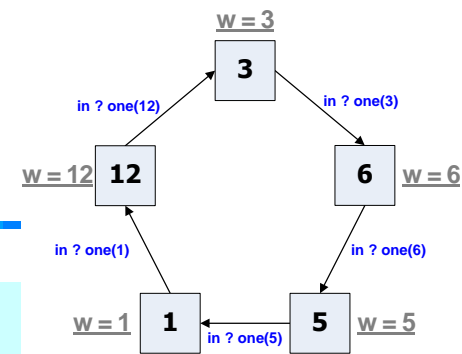 w = 3
3
in ? one(12)
in ? one(3)
w = 12
12
6
w = 6
in ? one(1)
in ? one(6)
w = 1
1
in ? one(5)
5
w = 5